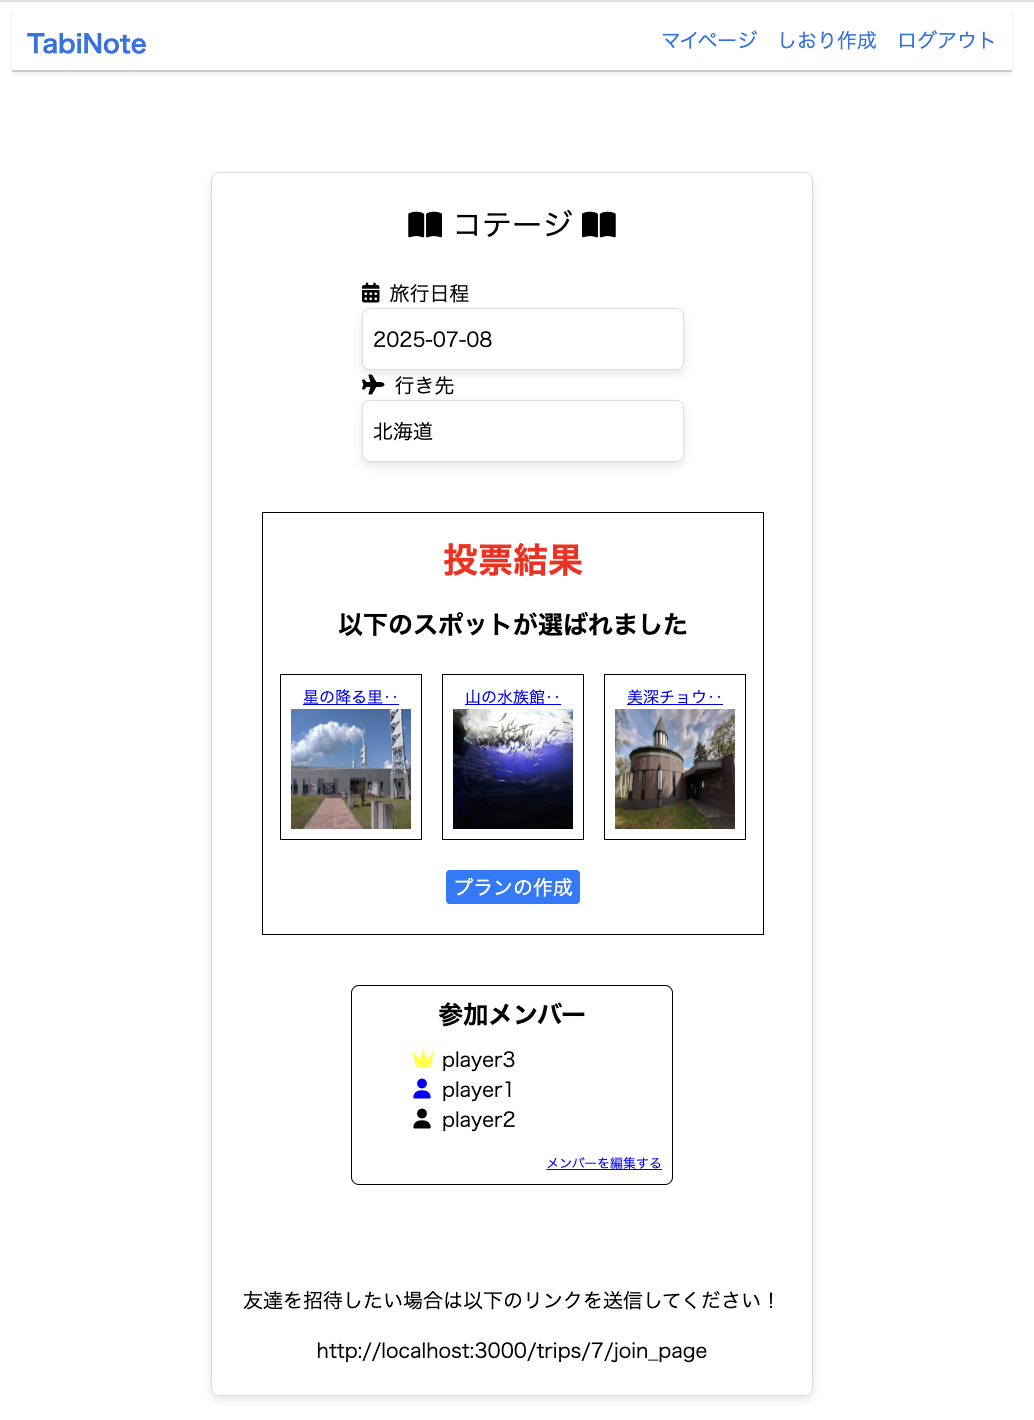 TabiNote
マイページ しおり作成 ログアウト
コテージ
旅行日程
2025-07-08
行き先
北海道
投票結果
以下のスポットが選ばれました
星の降る里‥ 山の水族館‥ 美深チョウ‥
プランの作成
参加メンバー
player3
player1
player2
メンバーを編集する
友達を招待したい場合は以下のリンクを送信してください！
http://localhost:3000/trips/7/join_page